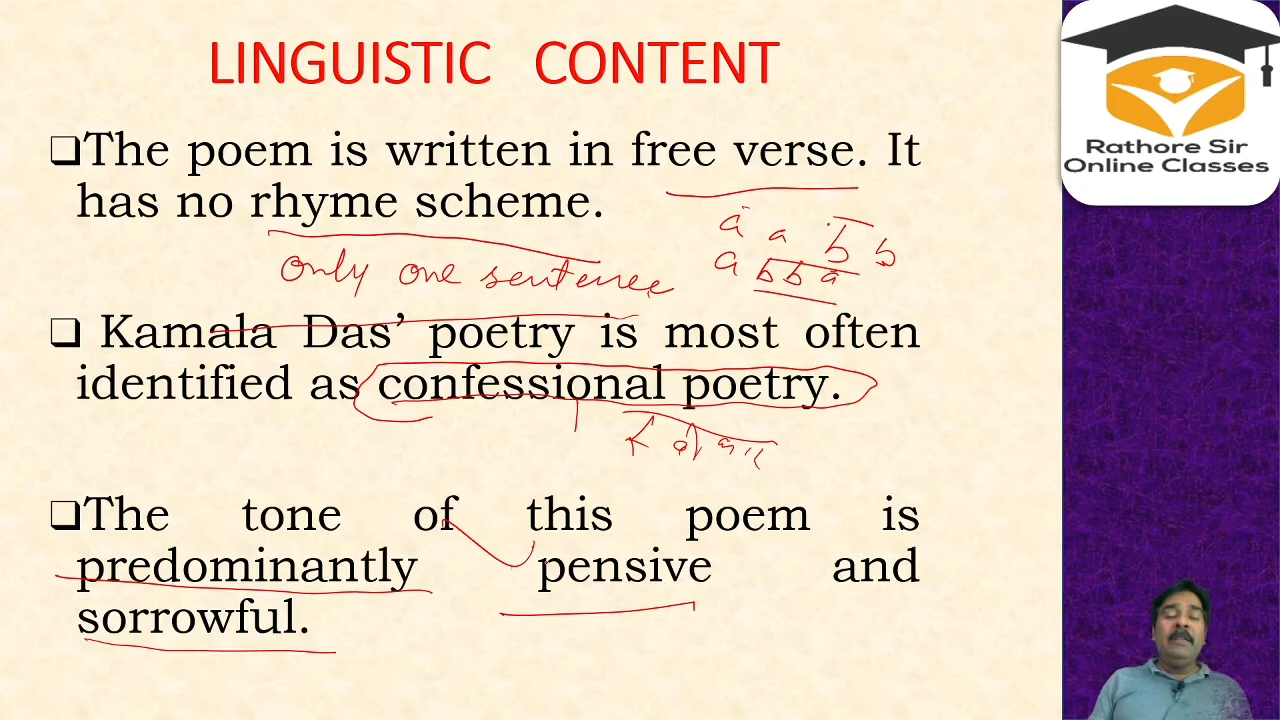 LINGUISTIC CONTENT
❑The poem is written in free verse. It
has no rhyme scheme.
a a b b
a b b a
only one sentence
❑ Kamala Das’ poetry is most often
identified as confessional poetry.
❑The tone of this poem is
predominantly pensive and
sorrowful.
Rathore Sir
Online Classes